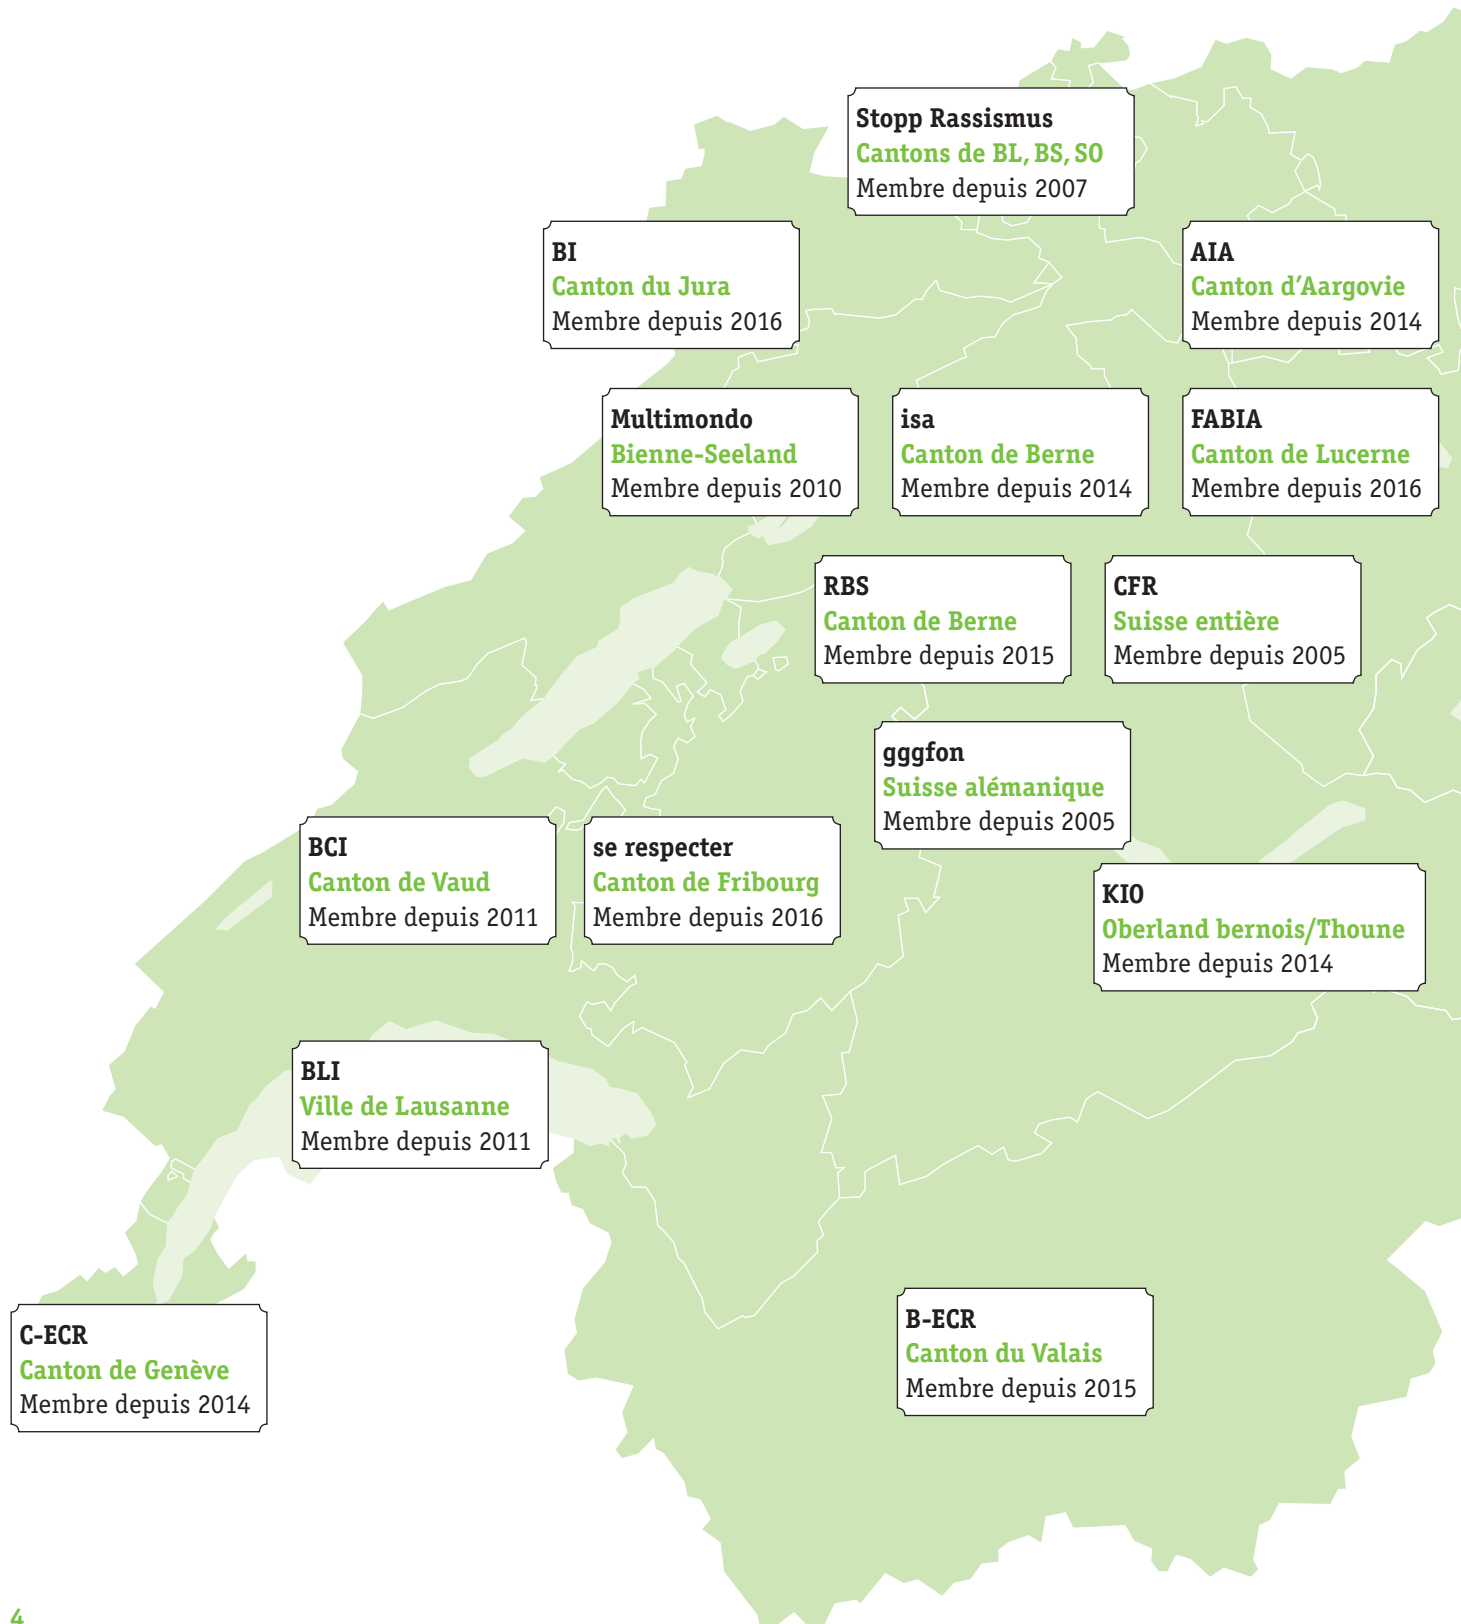 Stopp Rassismus
Cantons de BL, BS, SO
Membre depuis 2007
BI
Canton du Jura
Membre depuis 2016
AIA
Canton d’Aargovie
Membre depuis 2014
Multimondo
Bienne-Seeland
Membre depuis 2010
isa
Canton de Berne
Membre depuis 2014
FABIA
Canton de Lucerne
Membre depuis 2016
RBS
Canton de Berne
Membre depuis 2015
CFR
Suisse entière
Membre depuis 2005
gggfon
Suisse alémanique
Membre depuis 2005
BCI
Canton de Vaud
Membre depuis 2011
se respecter
Canton de Fribourg
Membre depuis 2016
KIO
Oberland bernois/Thoune
Membre depuis 2014
BLI
Ville de Lausanne
Membre depuis 2011
C-ECR
Canton de Genève
Membre depuis 2014
B-ECR
Canton du Valais
Membre depuis 2015
4